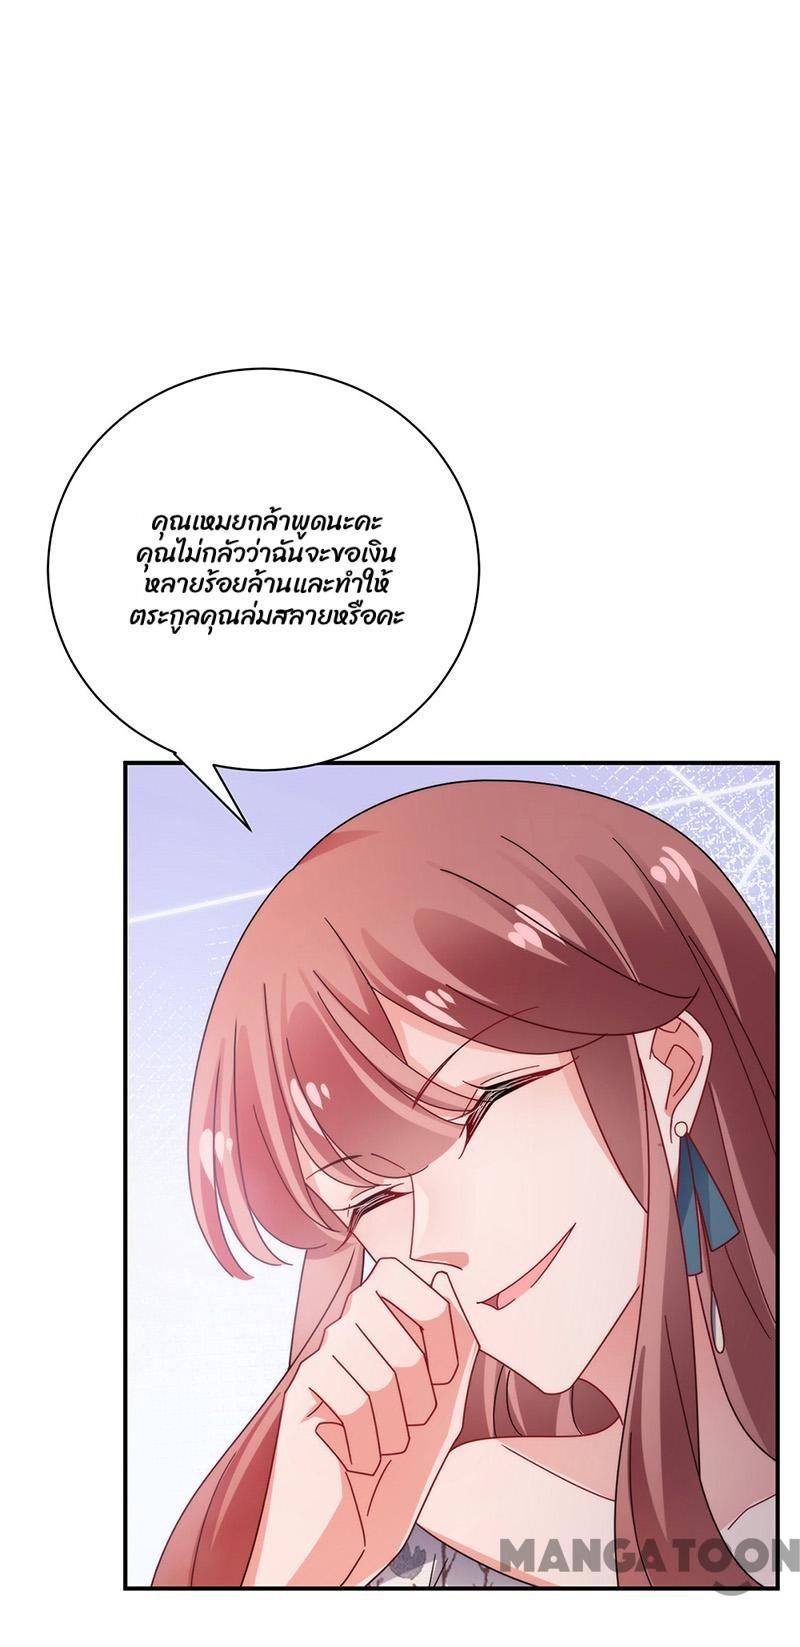 คุณเหมยกล้าพูดนะคะ
คุณไม่กลัวว่าฉันจะขอเงิน
หลายร้อยล้านและทำให้
ตระกูลคุณล่มสลายหรือคะ
MANGATOON